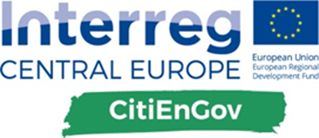 Interreg
CENTRAL EUROPE
European Union
European Regional
Development Fund
CitiEnGov